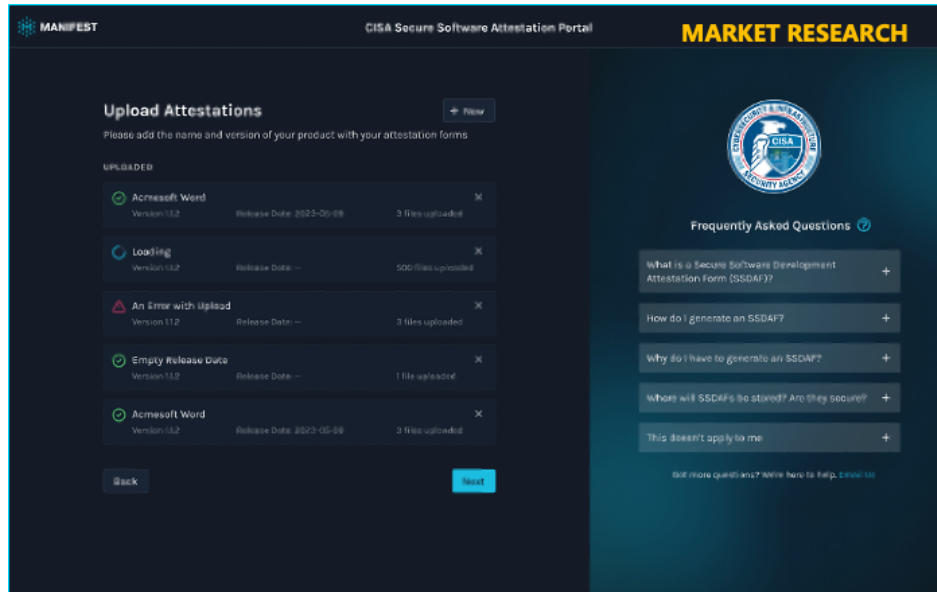 MANIFEST
CISA Secure Software Attestation Portal
MARKET RESEARCH
Upload Attestations
+ New
Please add the name and version of your product with your attestation forms
UPLOADED
Acmesoft Word
Version 1.1.2 Release Date: 2023-05-09 3 files uploaded
Loading
Version 1.1.2 Release Date: -- 500 files uploaded
An Error with Upload
Version 1.1.2 Release Date: -- 3 files uploaded
Empty Release Date
Version 1.1.2 Release Date: -- 1 file uploaded
Acmesoft Word
Version 1.1.2 Release Date: 2023-05-09 3 files uploaded
Back
Next
CYBERSECURITY & INFRASTRUCTURE
CISA
SECURITY AGENCY
Frequently Asked Questions
What is a Secure Software Development
Attestation Form (SSDAF)?
How do I generate an SSDAF?
Why do I have to generate an SSDAF?
Where will SSDAFs be stored? Are they secure?
This doesn't apply to me
Got more questions? We're here to help. Email Us